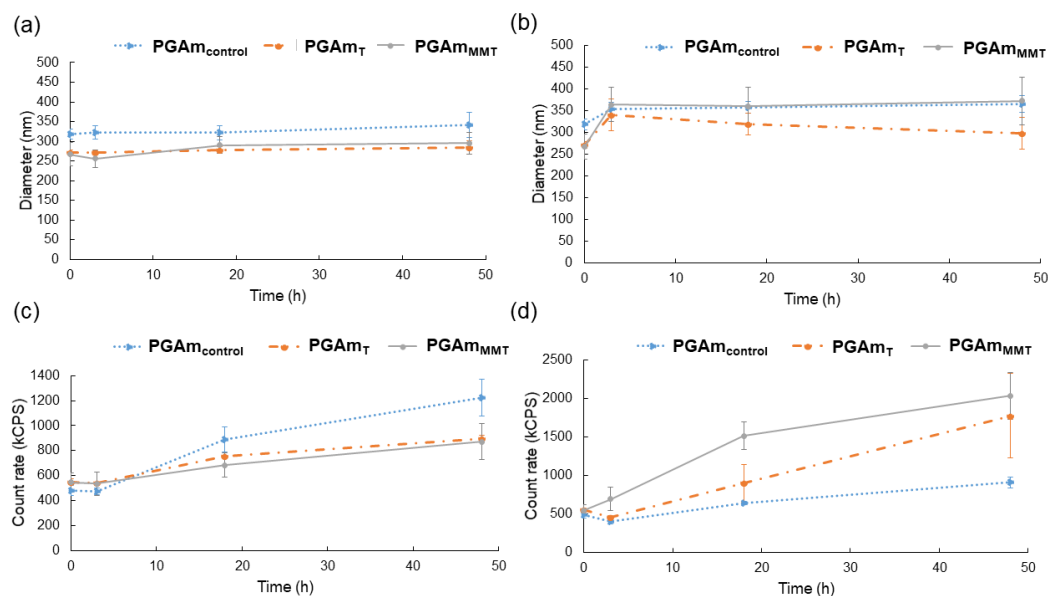 (a)
PGAmcontrol PGAmT PGAmMMT
500
450
400
350
300
250
200
150
100
50
0
Diameter (nm)
0 10 20 30 40 50
Time (h)
(b)
PGAmcontrol PGAmT PGAmMMT
500
450
400
350
300
250
200
150
100
50
0
Diameter (nm)
0 10 20 30 40 50
Time (h)
(c)
PGAmcontrol PGAmT PGAmMMT
1400
1200
1000
800
600
400
200
0
Count rate (kCPS)
0 10 20 30 40 50
Time (h)
(d)
PGAmcontrol PGAmT PGAmMMT
2500
2000
1500
1000
500
0
Count rate (kCPS)
0 10 20 30 40 50
Time (h)